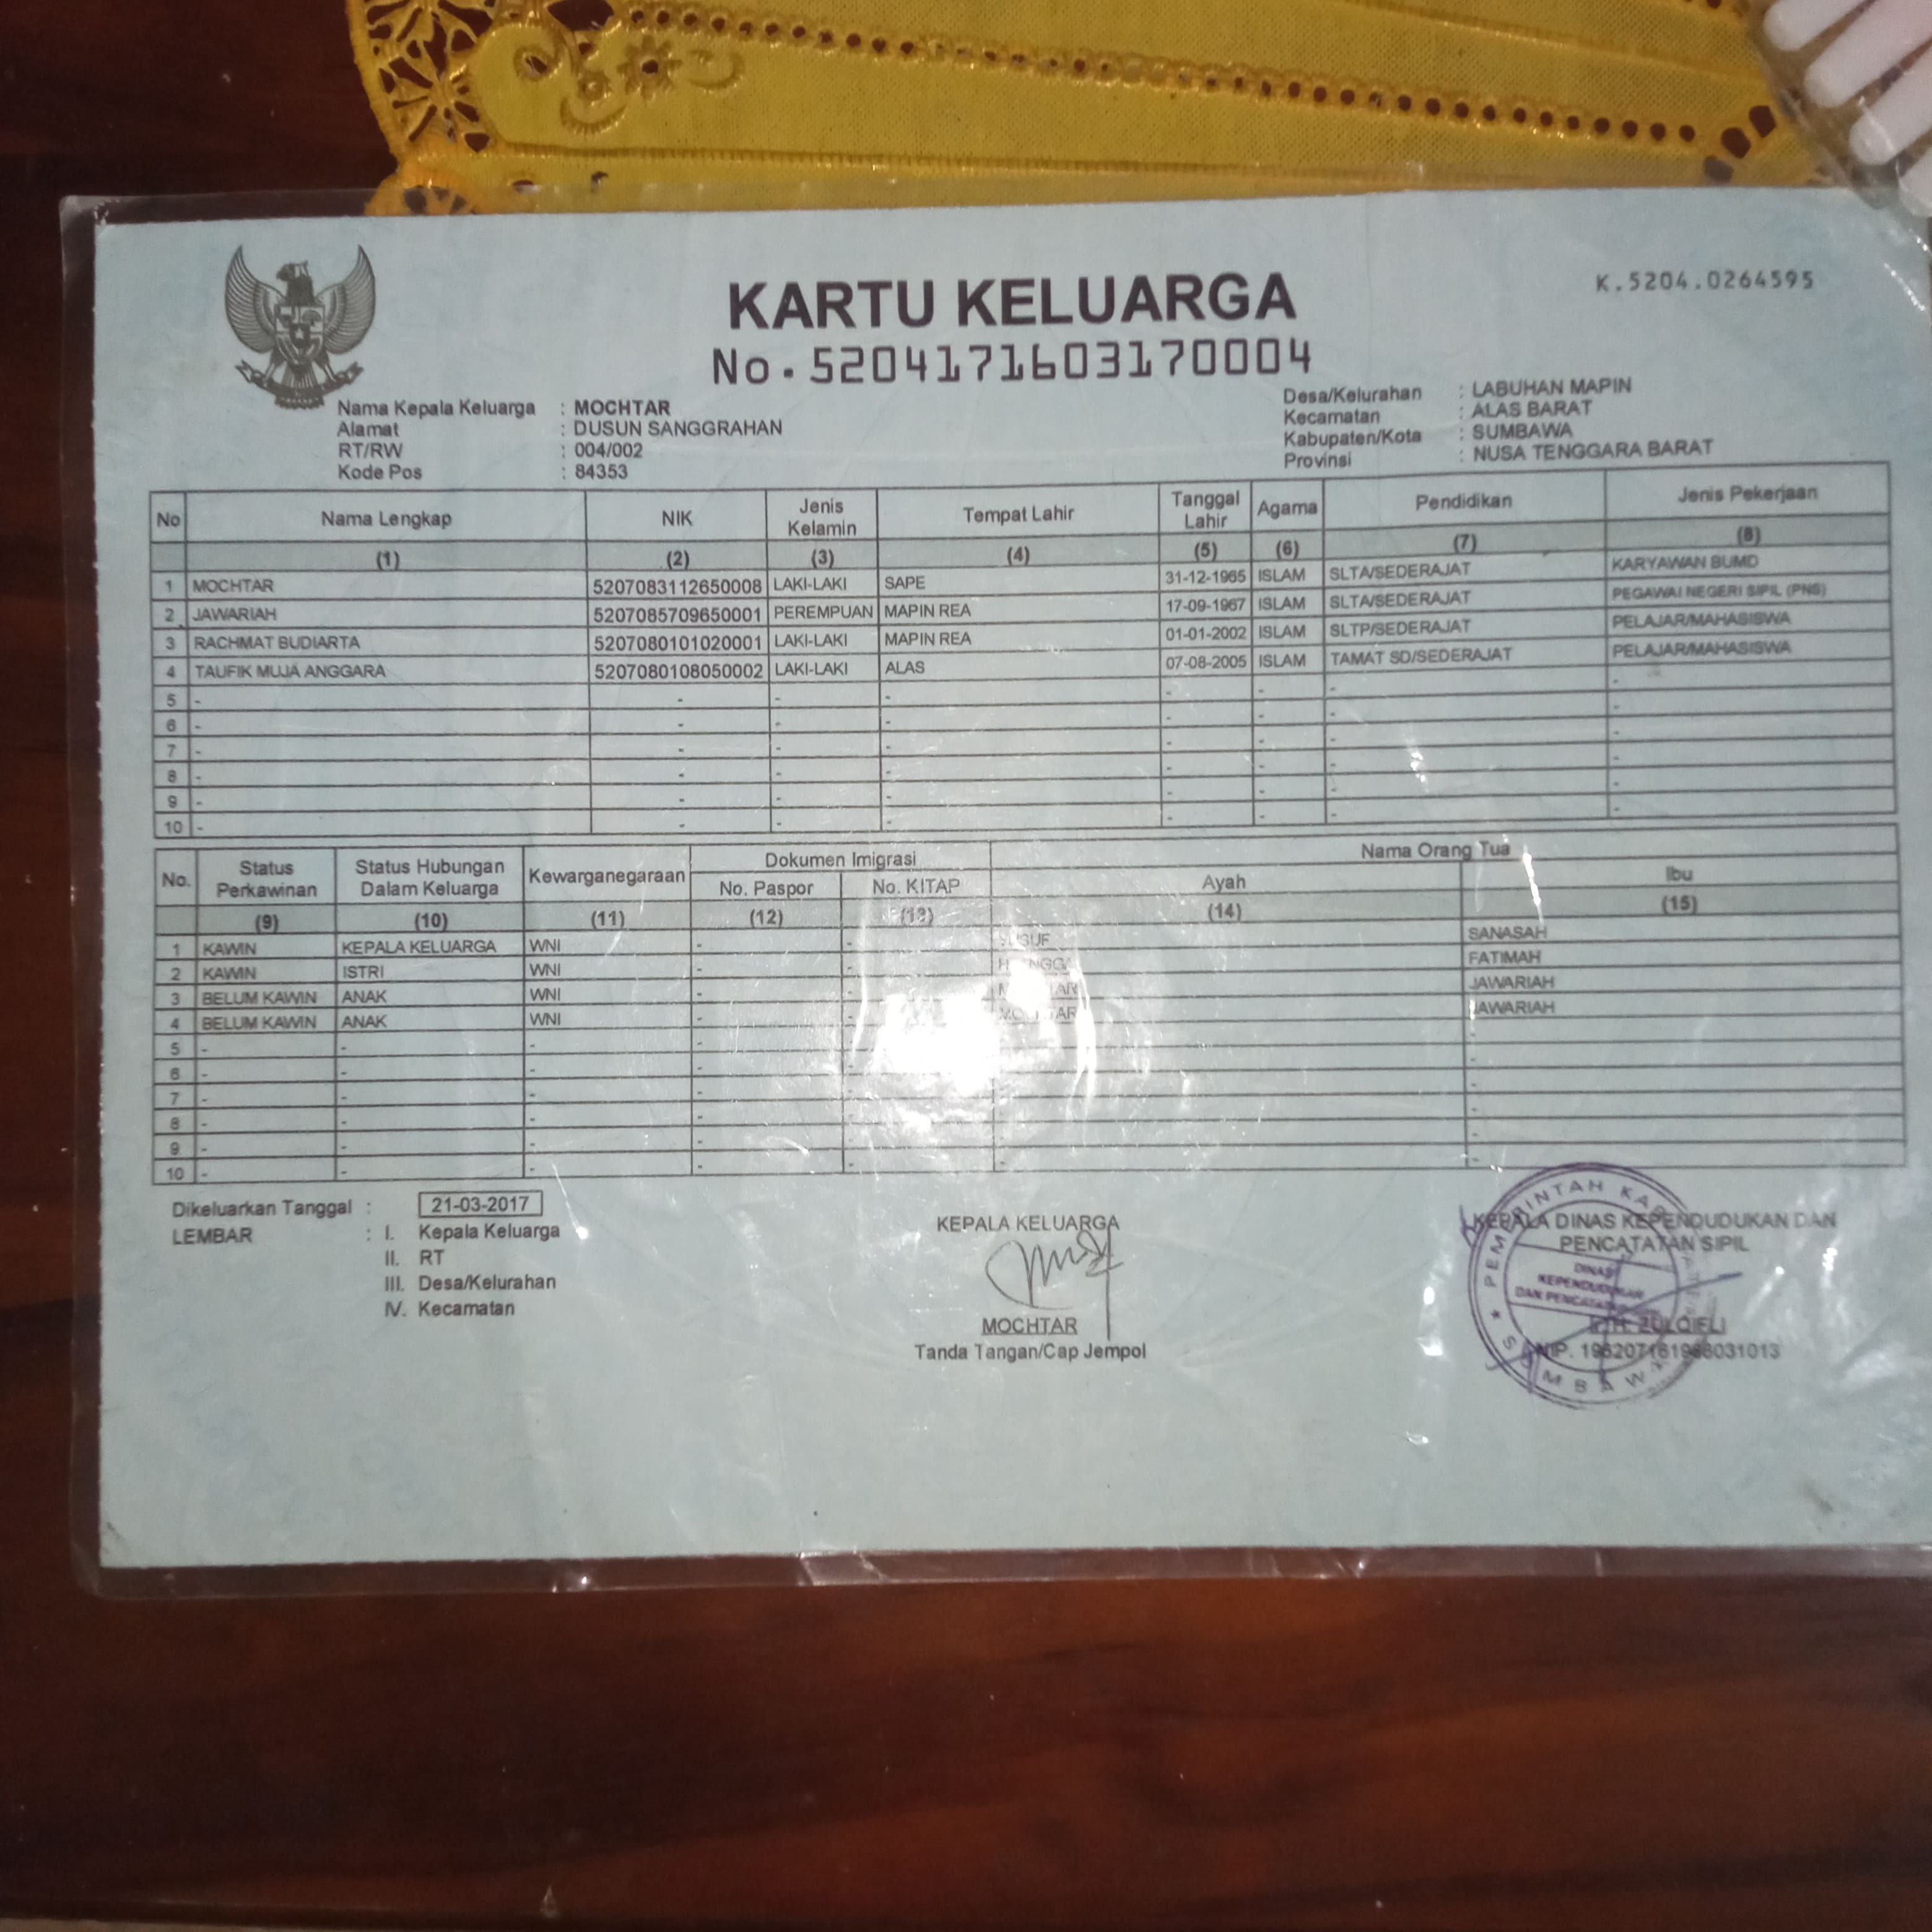 KARTU KELUARGA
No. 5204171603170004
K.5204.0264595
Nama Kepala Keluarga : MOCHTAR
Alamat : DUSUN SANGGRAHAN
RT/RW : 004/002
Kode Pos : 84353
Desa/Kelurahan : LABUHAN MAPIN
Kecamatan : ALAS BARAT
Kabupaten/Kota : SUMBAWA
Provinsi : NUSA TENGGARA BARAT
No Nama Lengkap NIK Jenis Kelamin Tempat Lahir Tanggal Lahir Agama Pendidikan Jenis Pekerjaan
(1) (2) (3) (4) (5) (6) (7) (8)
1 MOCHTAR 5207083112650008 LAKI-LAKI SAPE 31-12-1965 ISLAM SLTA/SEDERAJAT KARYAWAN BUMD
2 JAWARIAH 5207085709650001 PEREMPUAN MAPIN REA 17-09-1967 ISLAM SLTA/SEDERAJAT PEGAWAI NEGERI SIPIL (PNS)
3 RACHMAT BUDIARTA 5207080101020001 LAKI-LAKI MAPIN REA 01-01-2002 ISLAM SLTP/SEDERAJAT PELAJAR/MAHASISWA
4 TAUFIK MUJA ANGGARA 5207080108050002 LAKI-LAKI ALAS 07-08-2005 ISLAM TAMAT SD/SEDERAJAT PELAJAR/MAHASISWA
5 - - - - - - - -
6 - - - - - - - -
7 - - - - - - - -
8 - - - - - - - -
9 - - - - - - - -
10 - - - - - - - -
No. Status Perkawinan Status Hubungan Dalam Keluarga Kewarganegaraan Dokumen Imigrasi Nama Orang Tua
No. Paspor No. KITAP Ayah Ibu
(9) (10) (11) (12) (13) (14) (15)
1 KAWIN KEPALA KELUARGA WNI - - SANASAH
2 KAWIN ISTRI WNI - - FATIMAH
3 BELUM KAWIN ANAK WNI - - JAWARIAH
4 BELUM KAWIN ANAK WNI - - MOCHTAR JAWARIAH
5 - - - - - - -
6 - - - - - - -
7 - - - - - - -
8 - - - - - - -
9 - - - - - - -
10 - - - - - - -
Dikeluarkan Tanggal : 21-03-2017
LEMBAR : I. Kepala Keluarga
II. RT
III. Desa/Kelurahan
IV. Kecamatan
KEPALA KELUARGA
MOCHTAR
Tanda Tangan/Cap Jempol
KEPALA DINAS KEPENDUDUKAN DAN
PENCATATAN SIPIL
PEMERINTAH
DINAS
KEPENDUDUKAN
DAN
SUMBAWA
NIP.